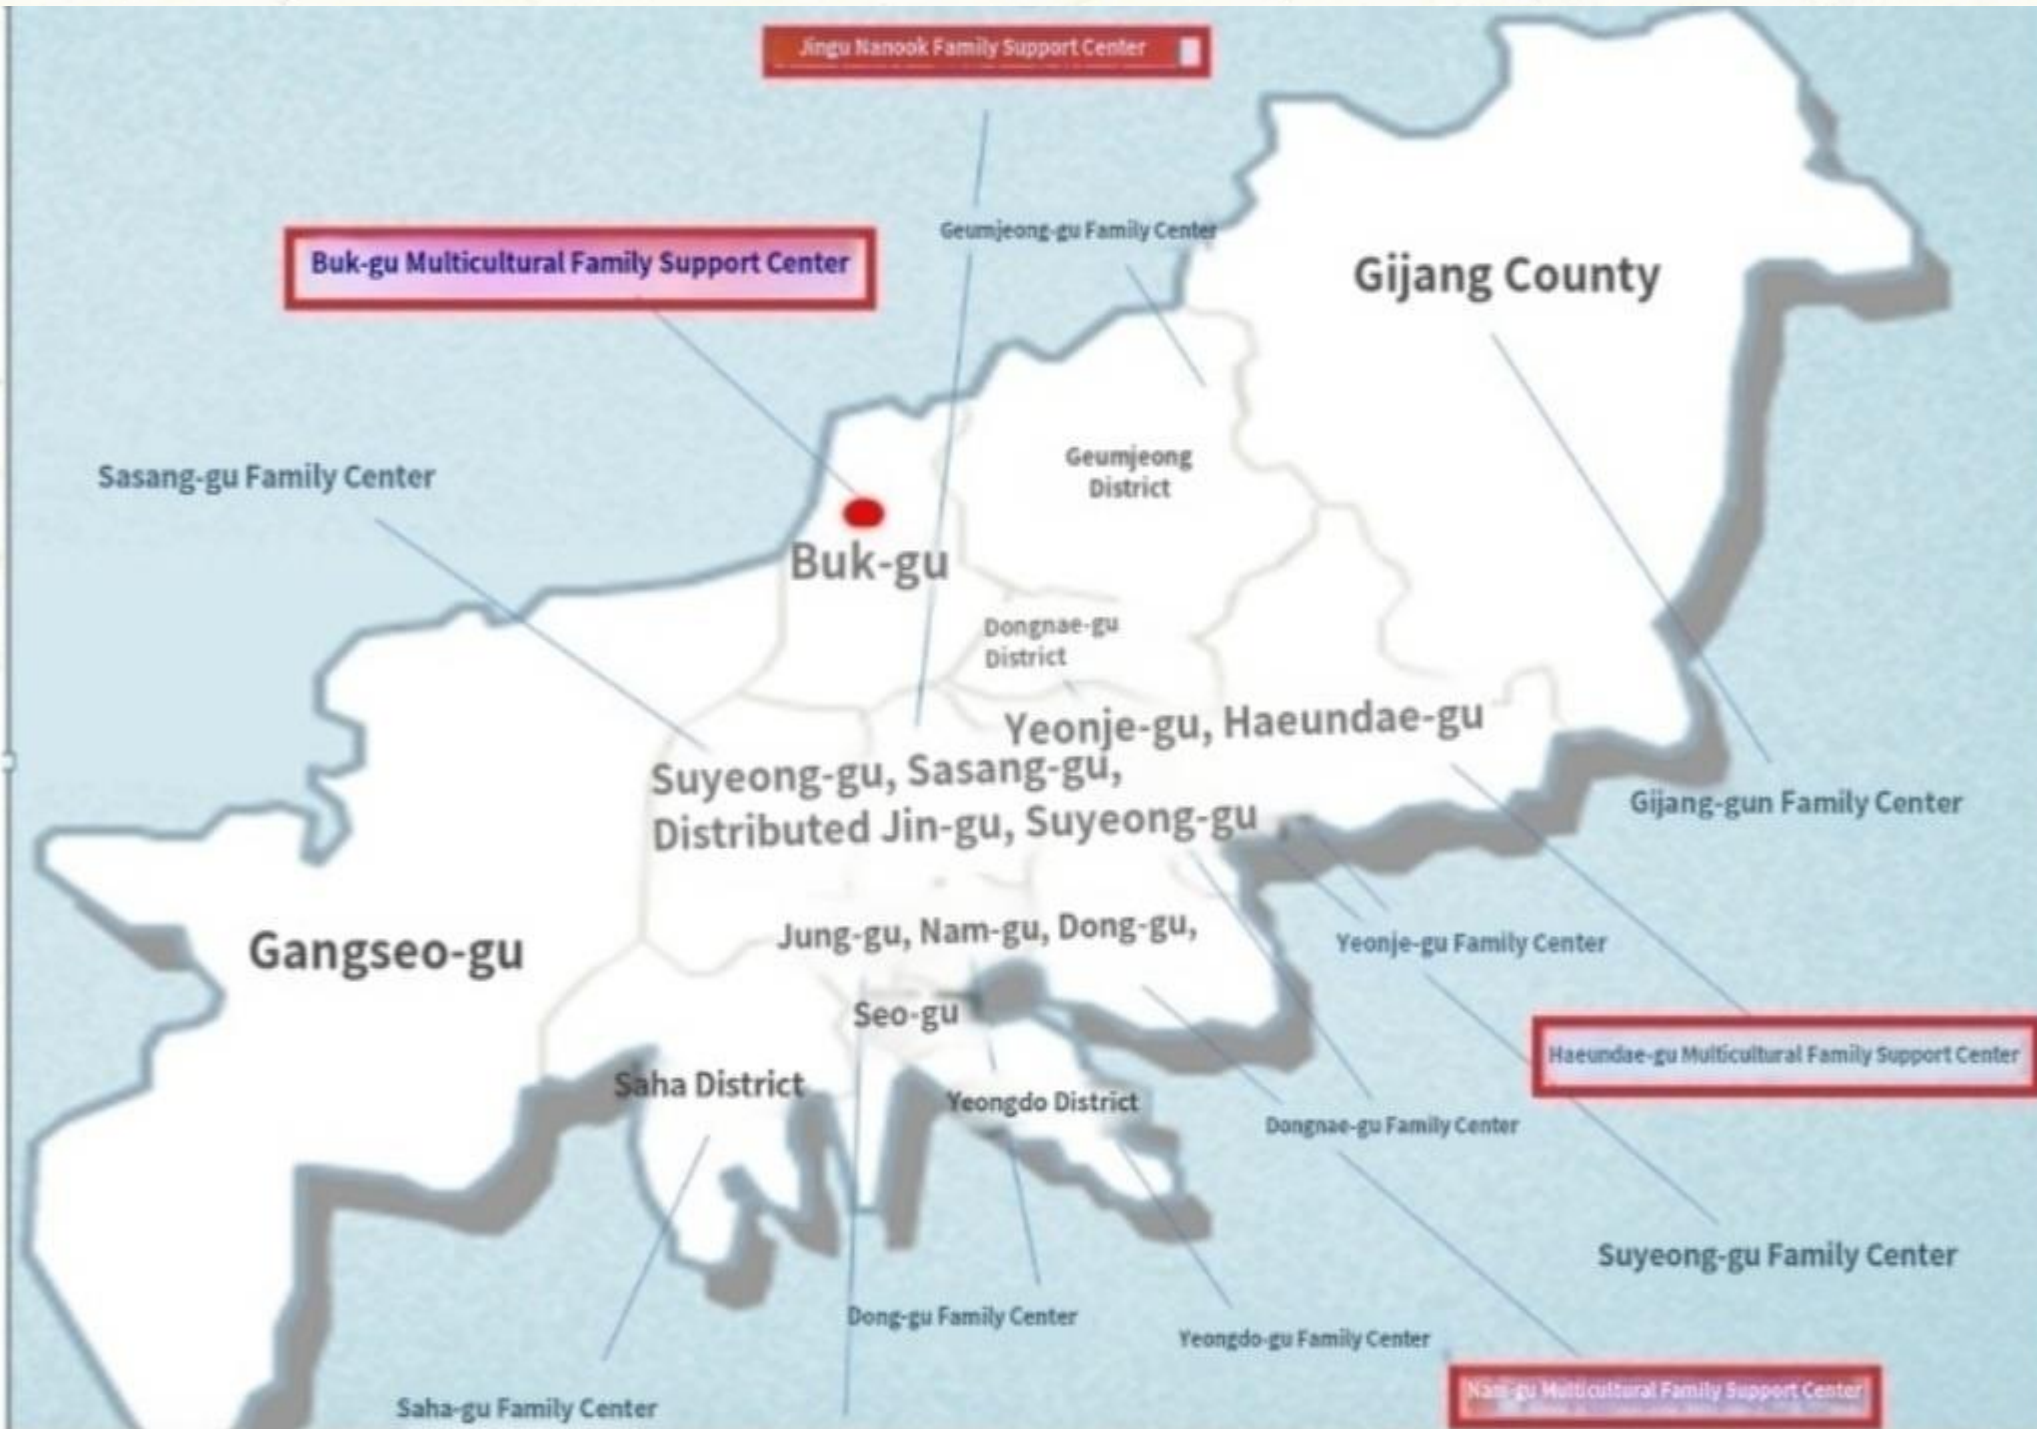 Jingu Nanook Family Support Center
Geumjeong-gu Family Center
Buk-gu Multicultural Family Support Center
Gijang County
Sasang-gu Family Center
Geumjeong
District
Buk-gu
Dongnae-gu
District
Yeonje-gu, Haeundae-gu
Suyeong-gu, Sasang-gu,
Distributed Jin-gu, Suyeong-gu
Gijang-gun Family Center
Jung-gu, Nam-gu, Dong-gu,
Gangseo-gu
Yeonje-gu Family Center
Seo-gu
Haeundae-gu Multicultural Family Support Center
Saha District
Yeongdo District
Dongnae-gu Family Center
Suyeong-gu Family Center
Dong-gu Family Center
Yeongdo-gu Family Center
Nam-gu Multicultural Family Support Center
Saha-gu Family Center